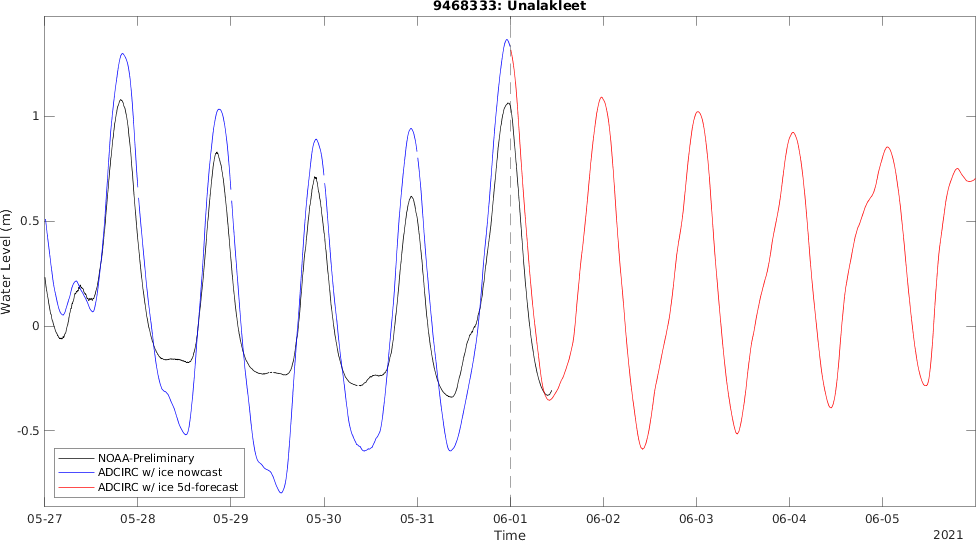 9468333: Unalakleet
Water Level (m)
1
0.5
0
-0.5
NOAA-Preliminary
ADCIRC w/ ice nowcast
ADCIRC w/ ice 5d-forecast
05-27 05-28 05-29 05-30 05-31 06-01 06-02 06-03 06-04 06-05
Time
2021